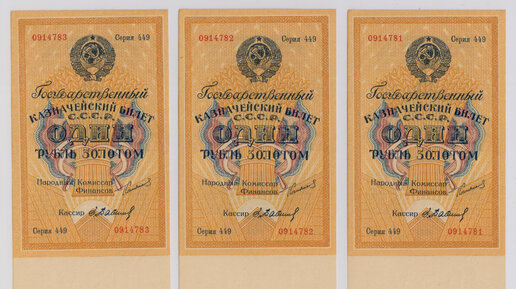 0914783 Серия 449
Государственный
КАЗНАЧЕЙСКИЙ БИЛЕТ
С.С.С.Р.
ОДИН
РУБЛЬ ЗОЛОТОМ
Народный Комиссар
Финансов
Кассир
Серия 449 0914783
0914782 Серия 449
Государственный
КАЗНАЧЕЙСКИЙ БИЛЕТ
С.С.С.Р.
ОДИН
РУБЛЬ ЗОЛОТОМ
Народный Комиссар
Финансов
Кассир
Серия 449 0914782
0914781 Серия 449
Государственный
КАЗНАЧЕЙСКИЙ БИЛЕТ
С.С.С.Р.
ОДИН
РУБЛЬ ЗОЛОТОМ
Народный Комиссар
Финансов
Кассир
Серия 449 0914781